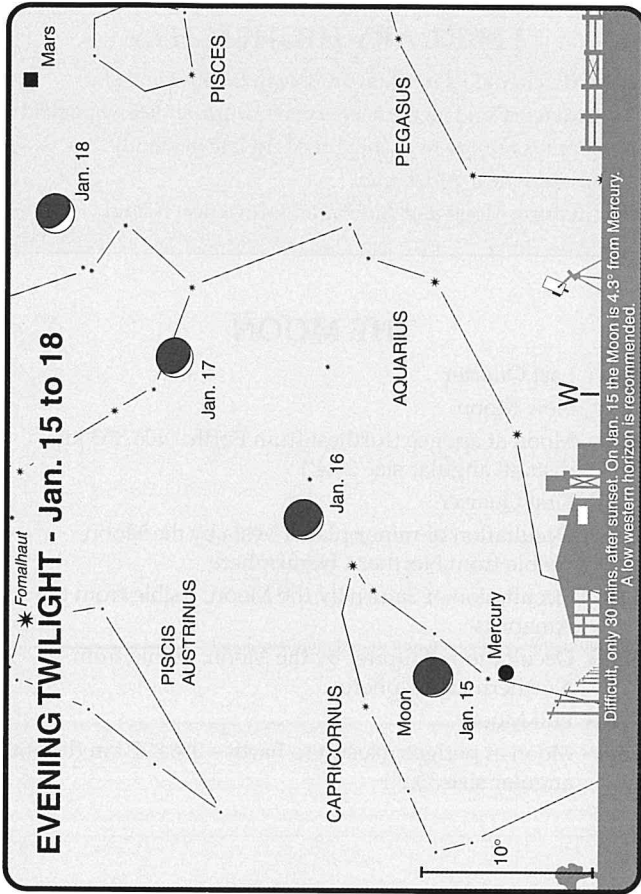 EVENING TWILIGHT - Jan. 15 to 18
Fomalhaut
Mars
Jan. 18
PISCES
PISCIS
AUSTRINUS
Jan. 17
Jan. 16
PEGASUS
CAPRICORNUS
AQUARIUS
Moon
Jan. 15
Mercury
10°
W
Difficult, only 30 mins. after sunset. On Jan. 15 the Moon is 4.3° from Mercury.
A low western horizon is recommended.